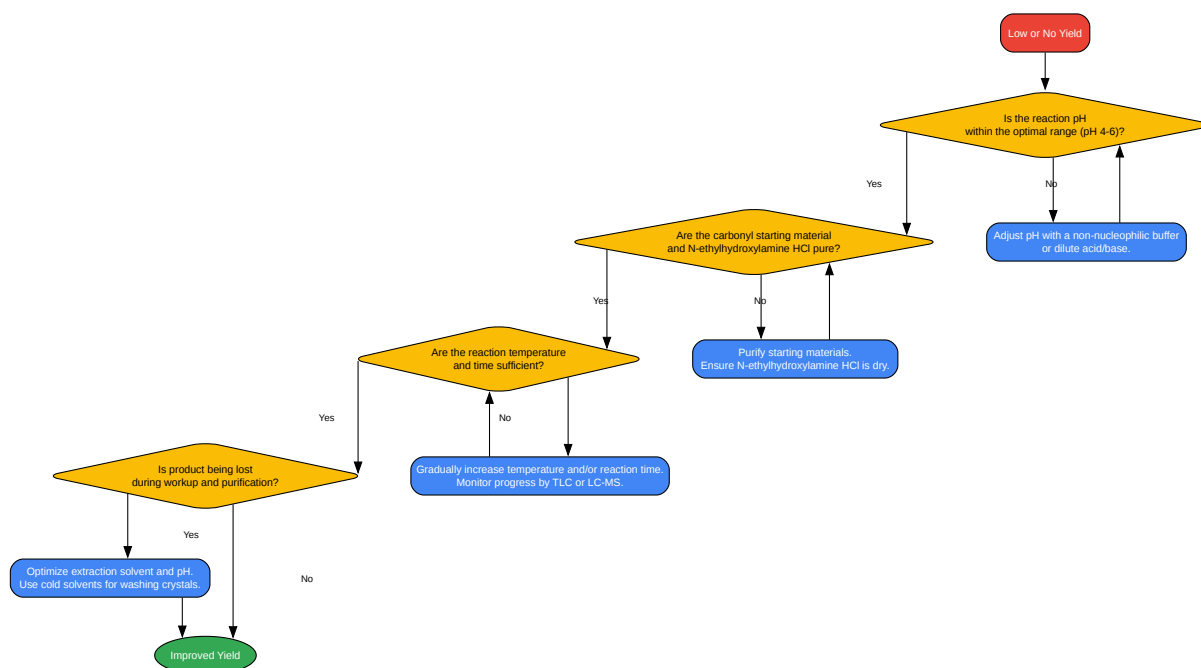 Low or No Yield
Is the reaction pH
within the optimal range (pH 4-6)?
Yes
No
Adjust pH with a non-nucleophilic buffer
or dilute acid/base.
Are the carbonyl starting material
and N-ethylhydroxylamine HCl pure?
Yes
No
Purify starting materials.
Ensure N-ethylhydroxylamine HCl is dry.
Are the reaction temperature
and time sufficient?
Yes
No
Gradually increase temperature and/or reaction time.
Monitor progress by TLC or LC-MS.
Is product being lost
during workup and purification?
Yes
No
Optimize extraction solvent and pH.
Use cold solvents for washing crystals.
Improved Yield